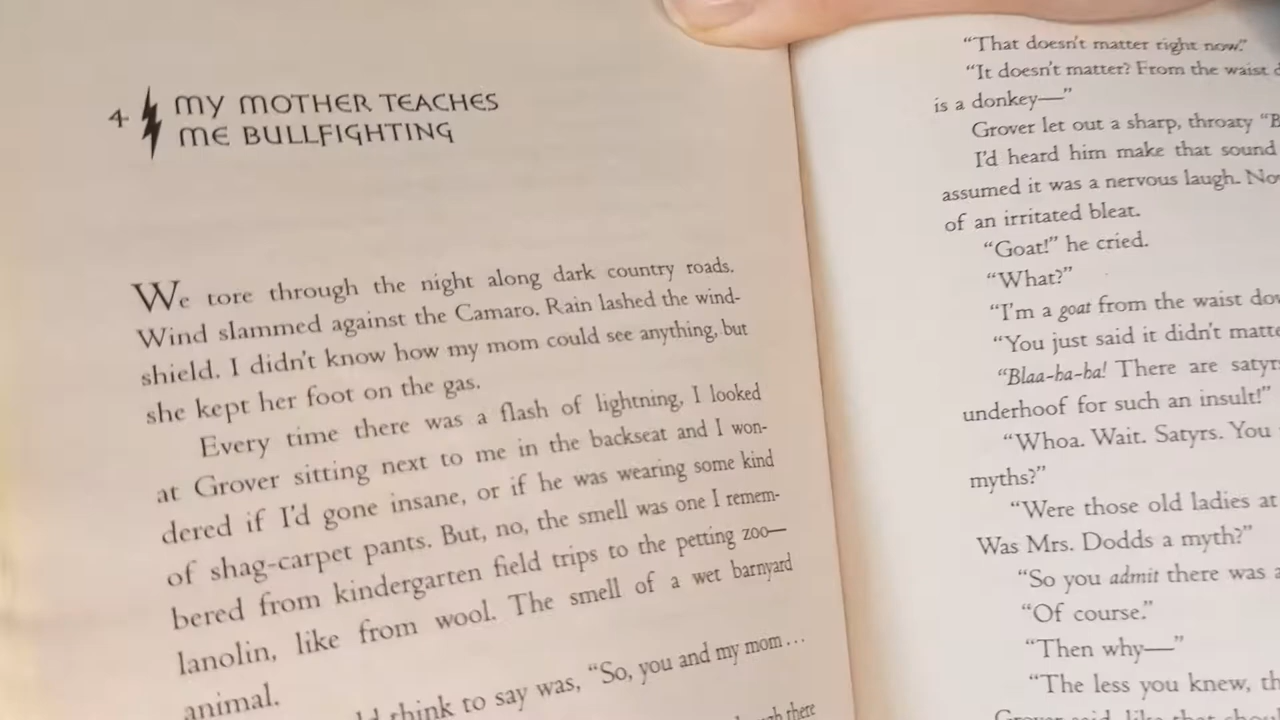 4 MY MOTHER TEACHES
ME BULLFIGHTING
We tore through the night along dark country roads.
Wind slammed against the Camaro. Rain lashed the wind-
shield. I didn't know how my mom could see anything, but
she kept her foot on the gas.
Every time there was a flash of lightning, I looked
at Grover sitting next to me in the backseat and I won-
dered if I'd gone insane, or if he was wearing some kind
of shag-carpet pants. But, no, the smell was one I remem-
bered from kindergarten field trips to the petting zoo—
lanolin, like from wool. The smell of a wet barnyard
animal.
think to say was, “So, you and my mom...
there
“That doesn't matter right now.”
“It doesn't matter? From the waist
is a donkey—”
Grover let out a sharp, throaty
I'd heard him make that sound
assumed it was a nervous laugh.
of an irritated bleat.
“Goat!” he cried.
“What?”
“I'm a goat from the waist
“You just said it didn't
“Blaa-ha-ha! There are
underhoof for such an insult!”
“Whoa. Wait. Satyrs. You
myths?”
“Were those old ladies at
Was Mrs. Dodds a myth?”
“So you admit there was
“Of course.”
“Then why—”
“The less you knew,
Grover said, like that